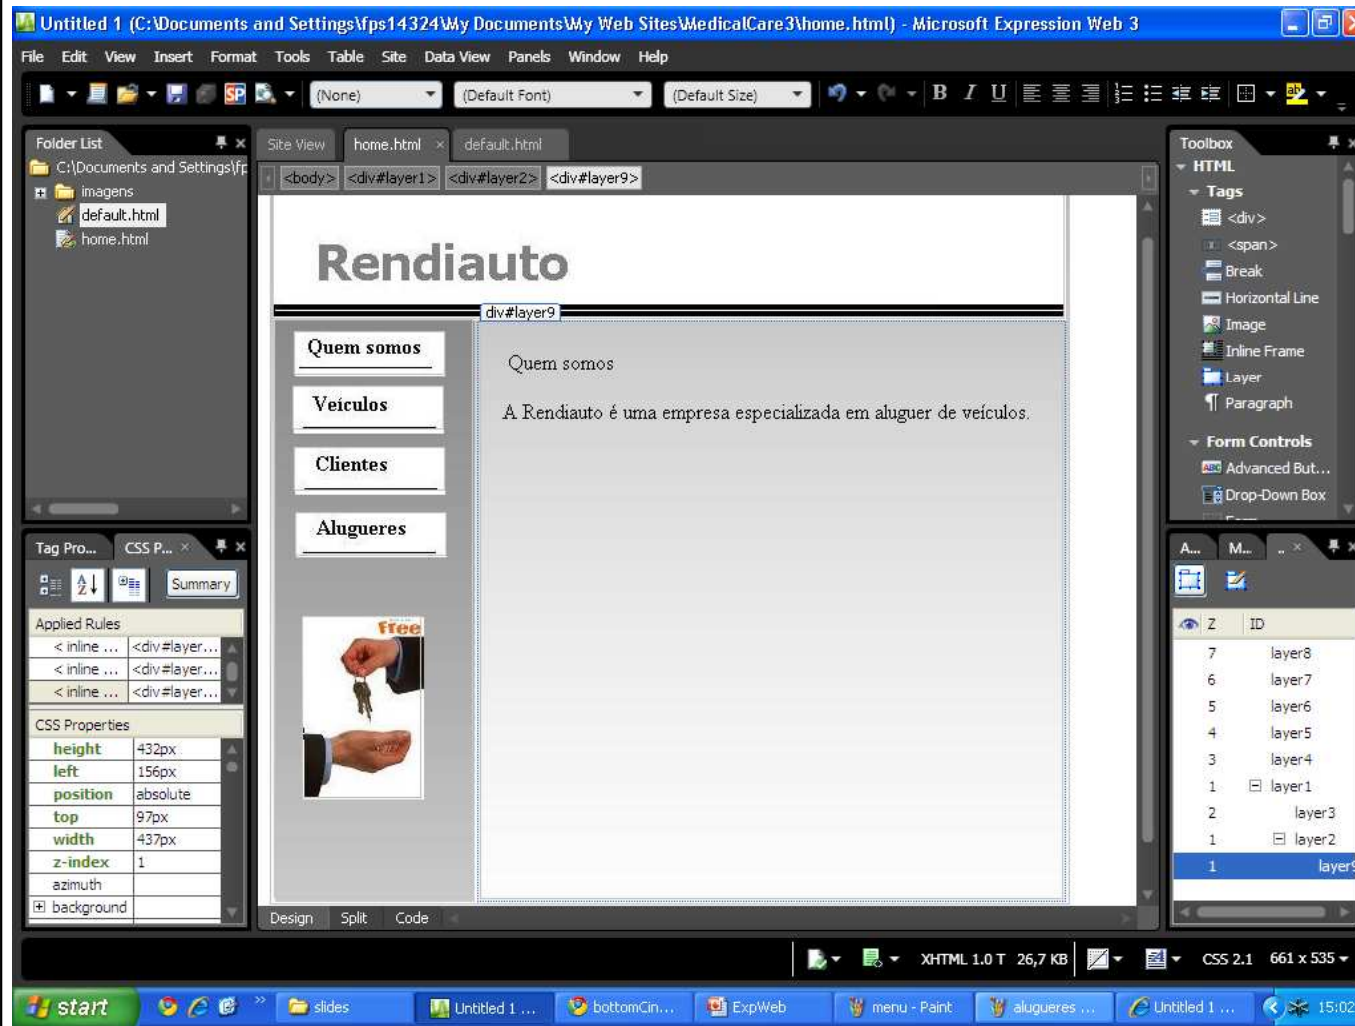 Untitled 1 (C:\Documents and Settings\fps14324\My Documents\My Web Sites\MedicalCare3\home.html) - Microsoft Expression Web 3
File Edit View Insert Format Tools Table Site Data View Panels Window Help
(None) (Default Font) (Default Size) B I U
Folder List
C:\Documents and Settings\fp
imagens
default.html
home.html
Site View home.html × default.html
<body> <div#layer1> <div#layer2> <div#layer9>
Rendiauto
div#layer9
Quem somos
Veículos
Clientes
Alugueres
Free
Quem somos
A Rendiauto é uma empresa especializada em aluguer de veículos.
Design Split Code
Toolbox
HTML
Tags
<div>
<span>
Break
Horizontal Line
Image
Inline Frame
Layer
Paragraph
Form Controls
Advanced But...
Drop-Down Box
Tag Pro... CSS P... ×
Summary
Applied Rules
< inline ... <div#layer...
< inline ... <div#layer...
< inline ... <div#layer...
CSS Properties
height 432px
left 156px
position absolute
top 97px
width 437px
z-index 1
azimuth
background
A... M... .. ×
Z ID
7 layer8
6 layer7
5 layer6
4 layer5
3 layer4
1 layer1
2 layer3
1 layer2
1 layer9
XHTML 1.0 T 26,7 KB CSS 2.1 661 x 535
start slides Untitled 1 ... bottomCin... ExpWeb menu - Paint alugueres ... Untitled 1 ... 15:02